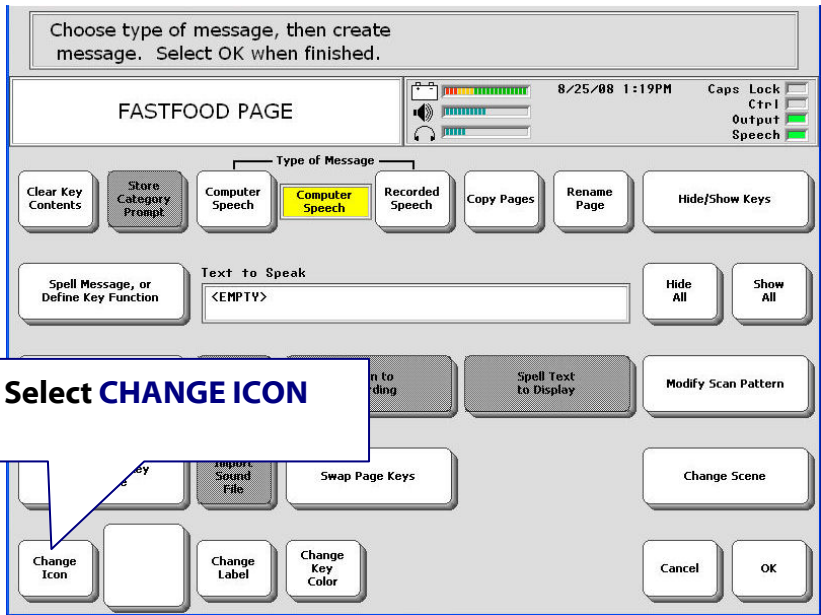 Choose type of message, then create
message. Select OK when finished.
FASTFOOD PAGE
8/25/08 1:19PM
Caps Lock
Ctrl
Output
Speech
Type of Message
Clear Key
Contents
Store
Category
Prompt
Computer
Speech
Computer
Speech
Recorded
Speech
Copy Pages
Rename
Page
Hide/Show Keys
Spell Message, or
Define Key Function
Text to Speak
<EMPTY>
Hide
All
Show
All
Select CHANGE ICON
Spell Text
to Display
Modify Scan Pattern
Import
Sound
File
Swap Page Keys
Change Scene
Change
Icon
Change
Label
Change
Key
Color
Cancel
OK